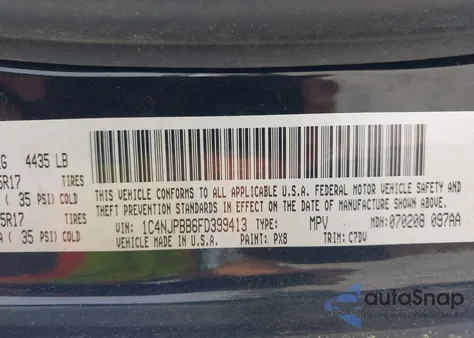 KG 4435 LB
5R17 TIRES
( 35 PSI) COLD
5R17 TIRES
A ( 35 PSI) COLD
THIS VEHICLE CONFORMS TO ALL APPLICABLE U.S.A. FEDERAL MOTOR VEHICLE SAFETY AND
THEFT STANDARDS IN EFFECT ON THE DATE OF MANUFACTURE SHOWN ABOVE.
VIN: 1C4NJPBB6FD399413 TYPE: MPV MDH: 070208 097AA
VEHICLE MADE IN U.S.A. PAINT: PX8 TRIM: C7DV
autoSnap